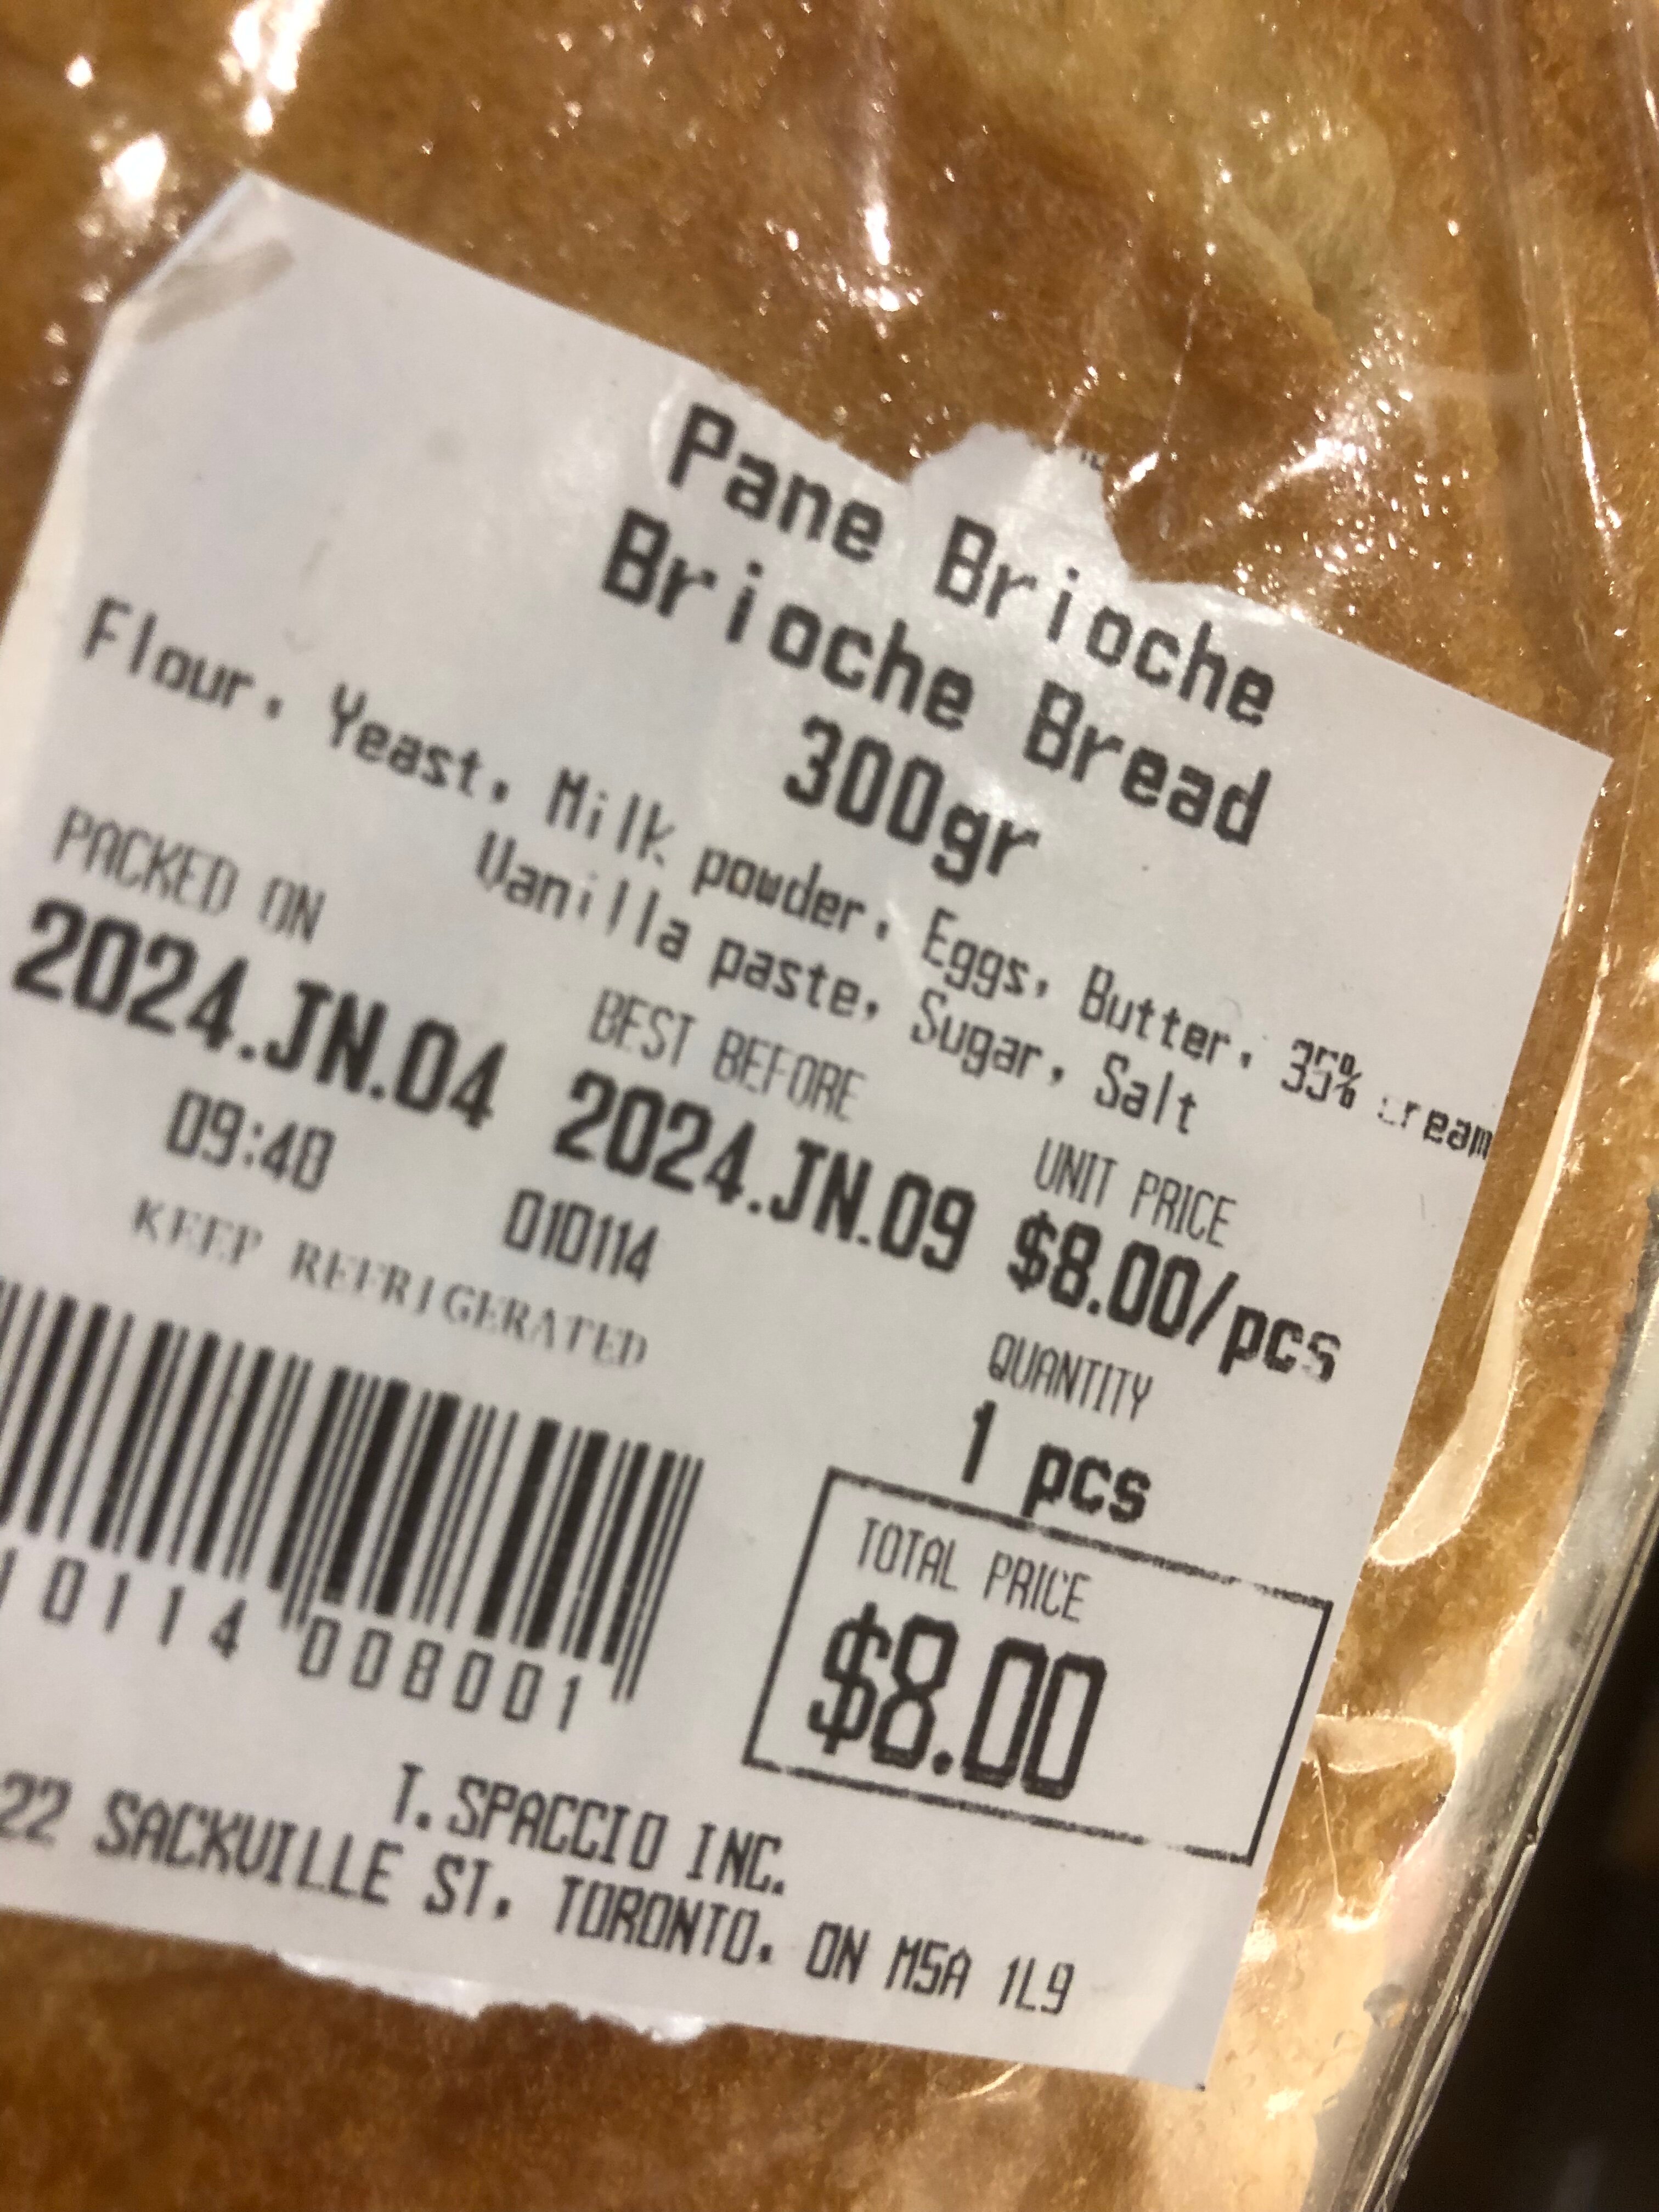 Pane Brioche
Brioche Bread
300gr
Flour, Yeast, Milk powder, Eggs, Butter, 35% cream
Vanilla paste, Sugar, Salt
PACKED ON
2024.JN.04
09:40
BEST BEFORE
2024.JN.09
010114
UNIT PRICE
$8.00/pcs
KEEP REFRIGERATED
QUANTITY
1 pcs
TOTAL PRICE
$8.00
10114 008001
T.SPACCIO INC.
22 SACKVILLE ST, TORONTO, ON M5A 1L9